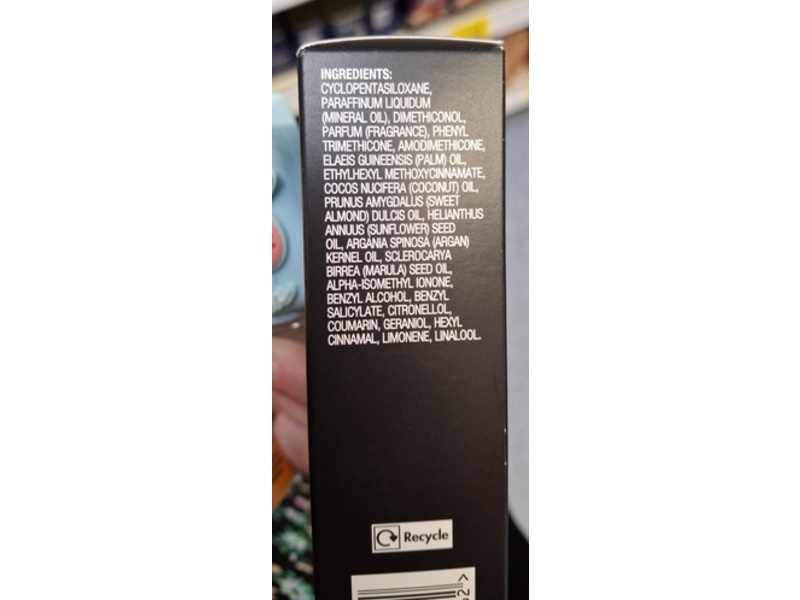 INGREDIENTS:
CYCLOPENTASILOXANE,
PARAFFINUM LIQUIDUM
(MINERAL OIL), DIMETHICONOL,
PARFUM (FRAGRANCE), PHENYL
TRIMETHICONE, AMODIMETHICONE,
ELAEIS GUINEENSIS (PALM) OIL,
ETHYLHEXYL METHOXYCINNAMATE,
COCOS NUCIFERA (COCONUT) OIL,
PRUNUS AMYGDALUS (SWEET
ALMOND) DULCIS OIL, HELIANTHUS
ANNUUS (SUNFLOWER) SEED
OIL, ARGANIA SPINOSA (ARGAN)
KERNEL OIL, SCLEROCARYA
BIRREA (MARULA) SEED OIL,
ALPHA-ISOMETHYL IONONE,
BENZYL ALCOHOL, BENZYL
SALICYLATE, CITRONELLOL,
COUMARIN, GERANIOL, HEXYL
CINNAMAL, LIMONENE, LINALOOL.
Recycle